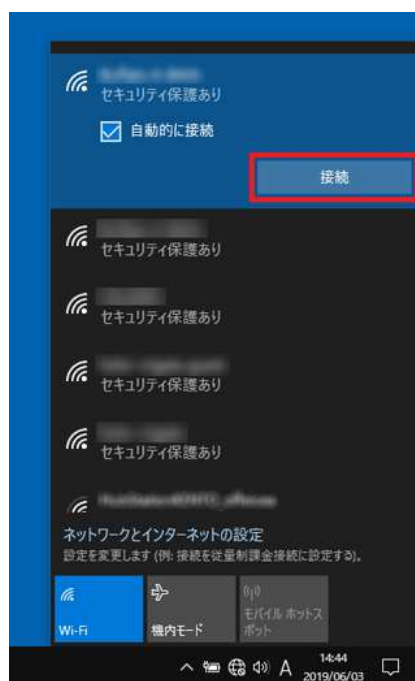 セキュリティ保護あり
自動的に接続
接続
セキュリティ保護あり
セキュリティ保護あり
セキュリティ保護あり
セキュリティ保護あり
ネットワークとインターネットの設定
設定を変更します (例: 接続を従量制課金接続に設定する)。
Wi-Fi
機内モード
モバイル ホットス
ポット
A
14:44
2019/06/03